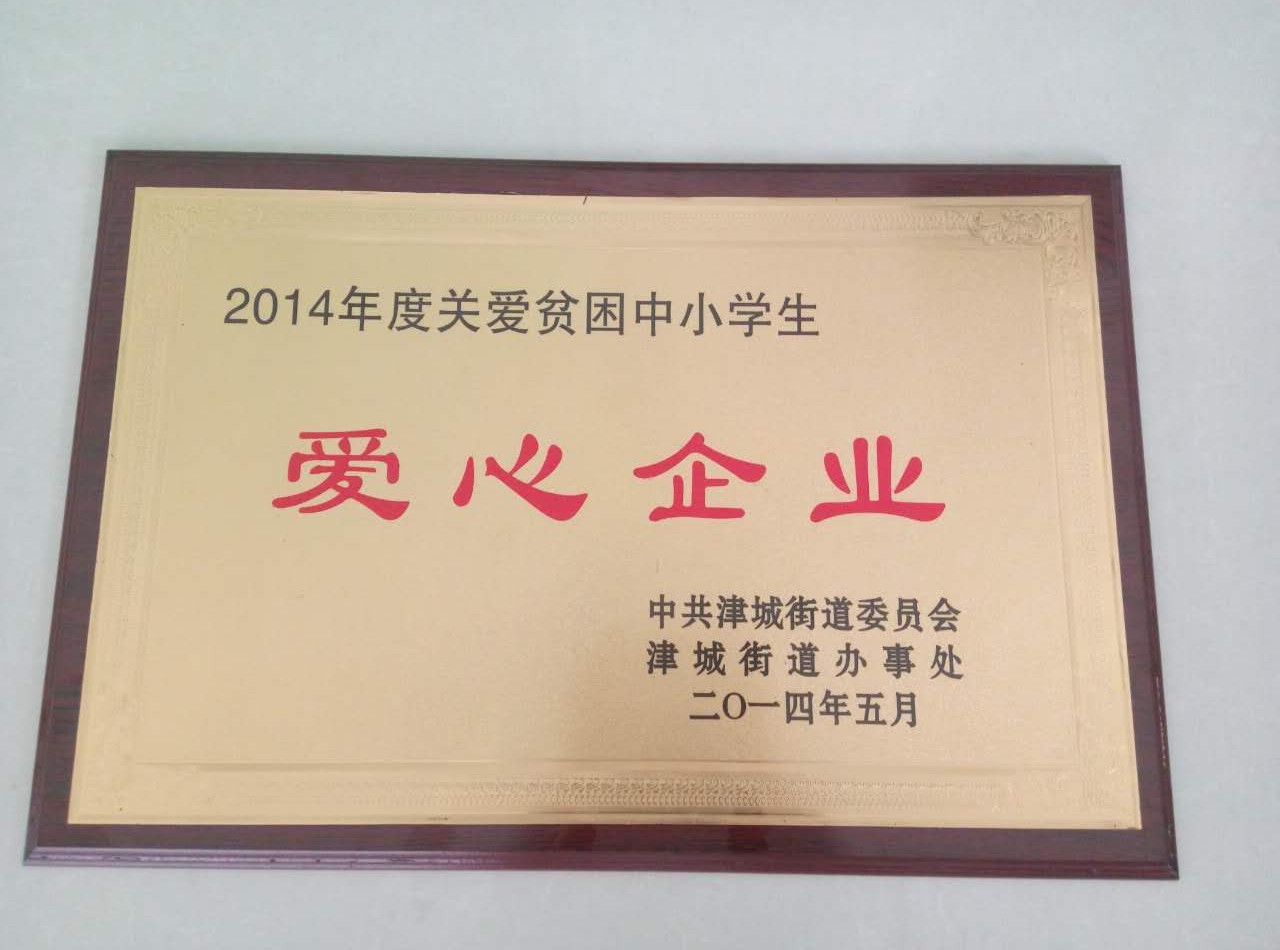 2014年度关爱贫困中小学生
爱心企业
中共津城街道委员会
津城街道办事处
二〇一四年五月